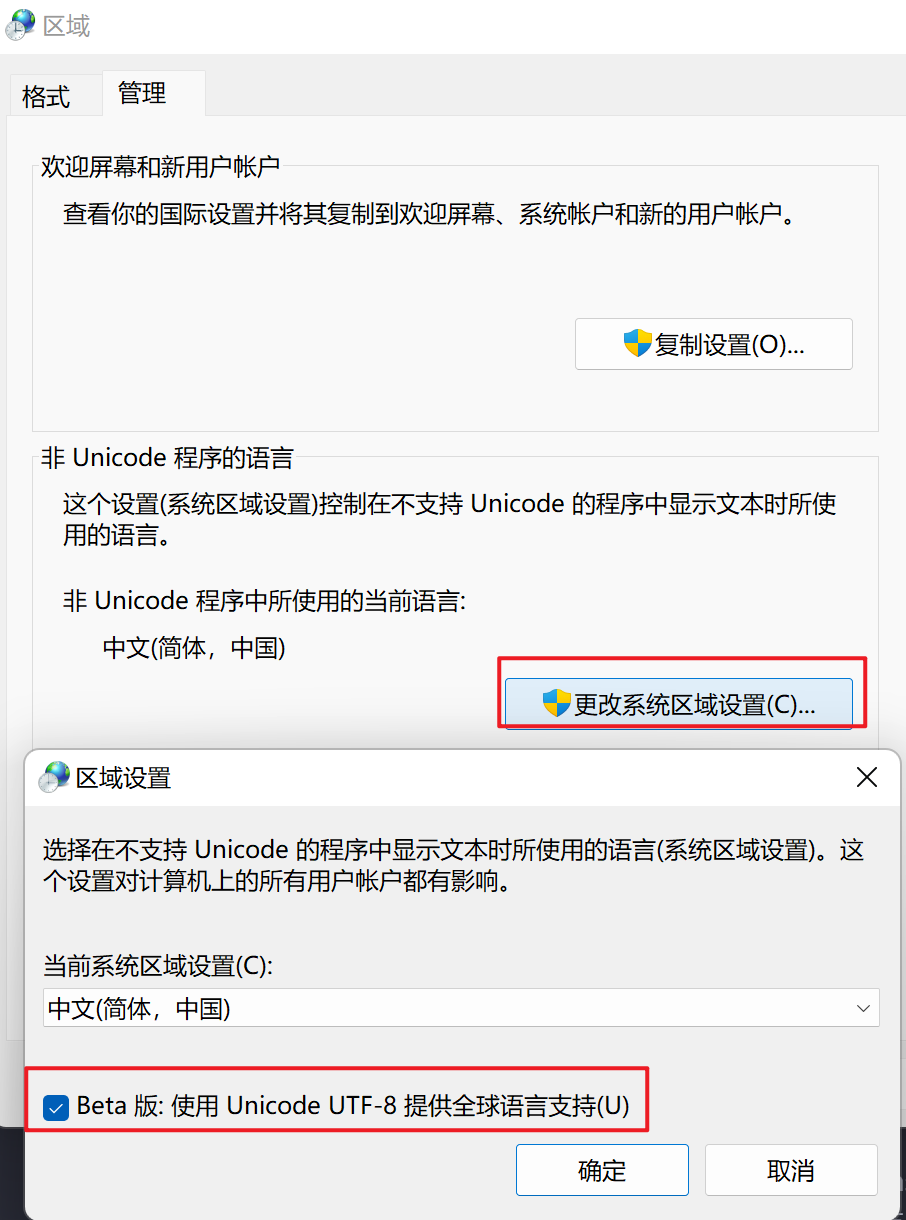 区域
格式
管理
欢迎屏幕和新用户帐户
查看你的国际设置并将其复制到欢迎屏幕、系统帐户和新的用户帐户。
复制设置(O)...
非 Unicode 程序的语言
这个设置(系统区域设置)控制在不支持 Unicode 的程序中显示文本时所使
用的语言。
非 Unicode 程序中所使用的当前语言:
中文(简体，中国)
更改系统区域设置(C)...
区域设置
选择在不支持 Unicode 的程序中显示文本时所使用的语言(系统区域设置)。这
个设置对计算机上的所有用户帐户都有影响。
当前系统区域设置(C):
中文(简体，中国)
Beta 版: 使用 Unicode UTF-8 提供全球语言支持(U)
确定
取消